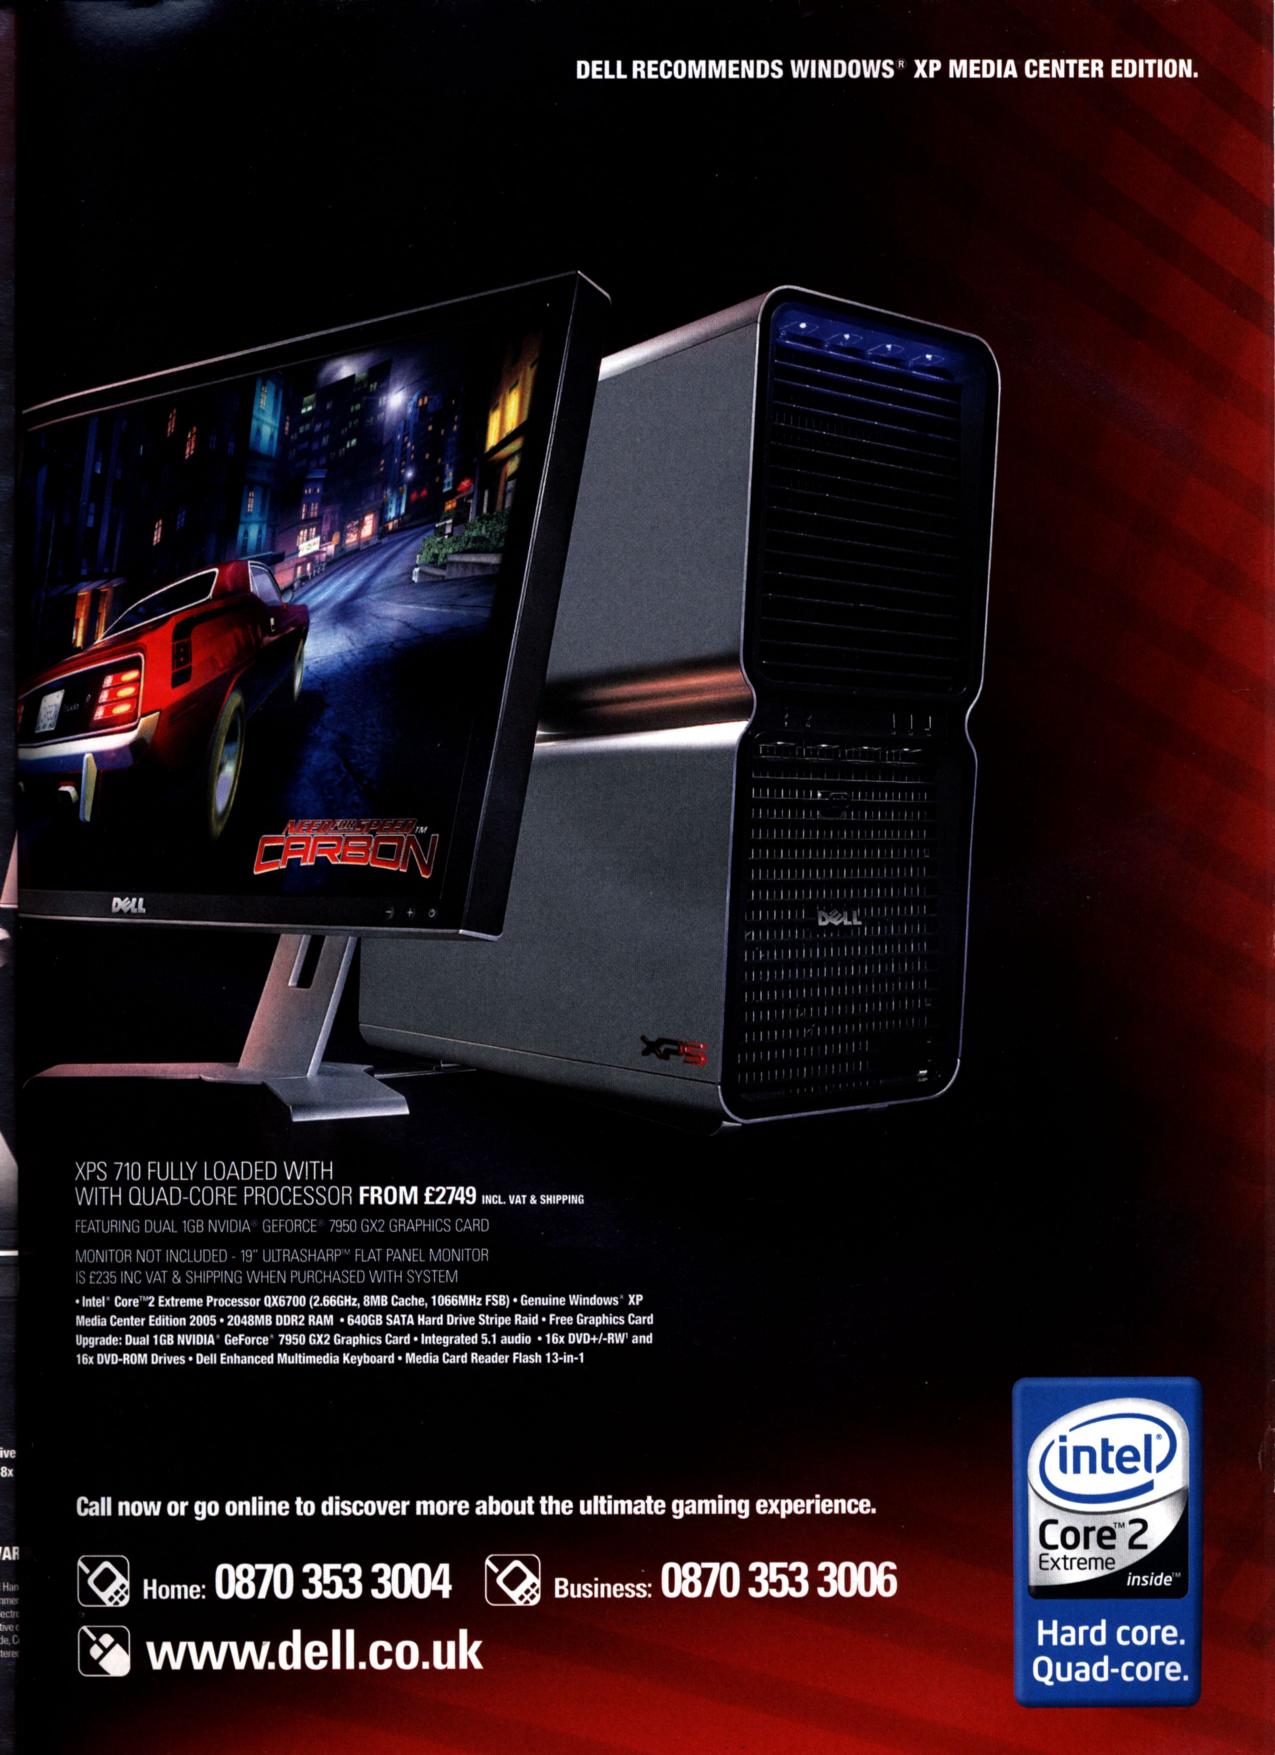 DELL RECOMMENDS WINDOWS® XP MEDIA CENTER EDITION.
NEED FOR SPEED™
CARBON
DELL
DELL
XPS
XPS 710 FULLY LOADED WITH
WITH QUAD-CORE PROCESSOR FROM £2749 INCL. VAT & SHIPPING
FEATURING DUAL 1GB NVIDIA® GEFORCE® 7950 GX2 GRAPHICS CARD
MONITOR NOT INCLUDED - 19" ULTRASHARP™ FLAT PANEL MONITOR
IS £235 INC VAT & SHIPPING WHEN PURCHASED WITH SYSTEM
• Intel® Core™2 Extreme Processor QX6700 (2.66GHz, 8MB Cache, 1066MHz FSB) • Genuine Windows® XP
Media Center Edition 2005 • 2048MB DDR2 RAM • 640GB SATA Hard Drive Stripe Raid • Free Graphics Card
Upgrade: Dual 1GB NVIDIA® GeForce® 7950 GX2 Graphics Card • Integrated 5.1 audio • 16x DVD+/-RW¹ and
16x DVD-ROM Drives • Dell Enhanced Multimedia Keyboard • Media Card Reader Flash 13-in-1
ive
8x
Call now or go online to discover more about the ultimate gaming experience.
Home: 0870 353 3004 Business: 0870 353 3006
www.dell.co.uk
intel®
Core™2
Extreme
inside™
Hard core.
Quad-core.